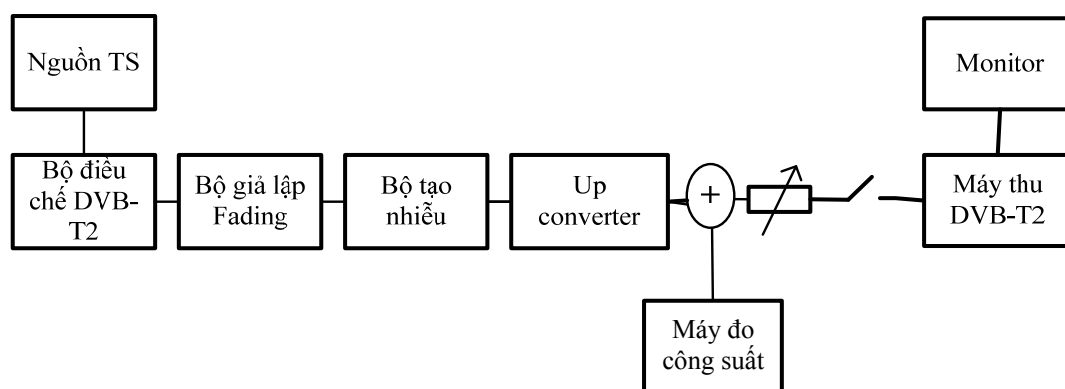 Nguồn TS
Monitor
Bộ điều
chế DVB-
T2
Bộ giả lập
Fading
Bộ tạo
nhiễu
Up
converter
+
Máy thu
DVB-T2
Máy đo
công suất